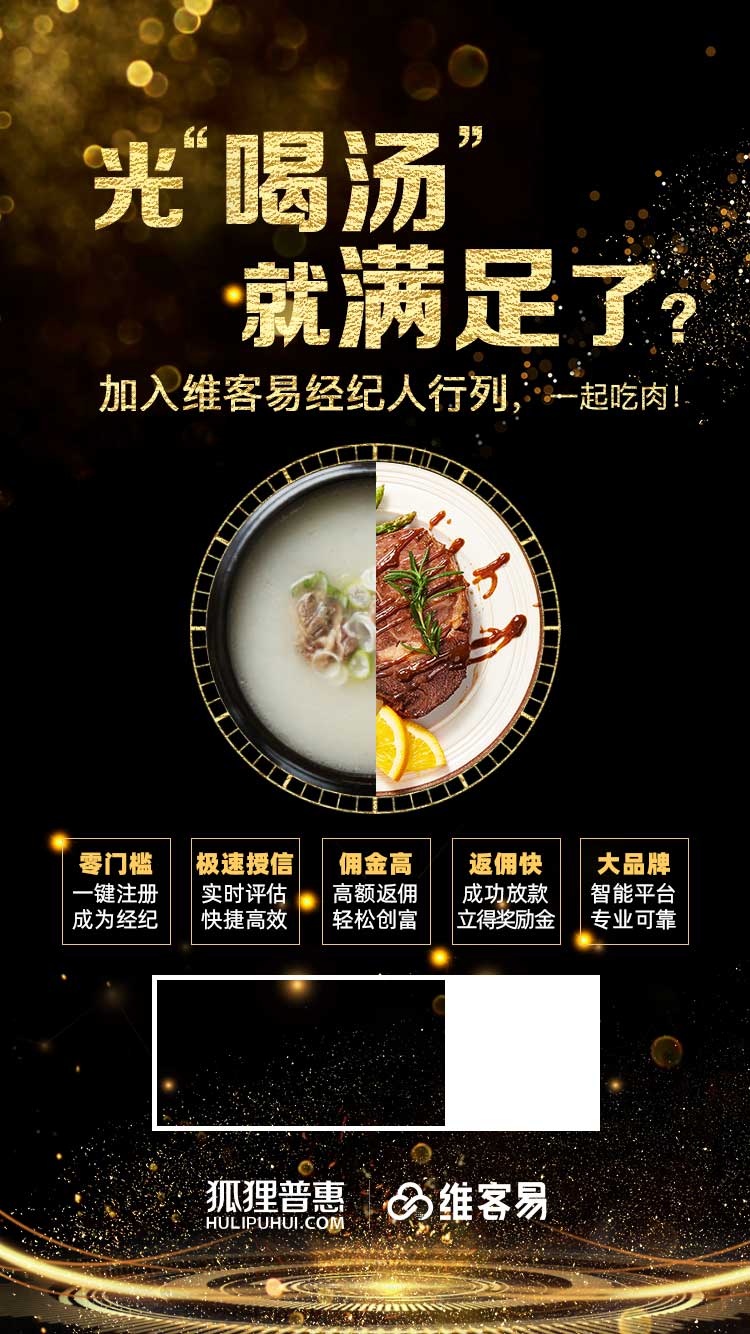 光“喝汤”
就满足了?
加入维客易经纪人行列，一起吃肉！
零门槛
一键注册
成为经纪
极速授信
实时评估
快捷高效
佣金高
高额返佣
轻松创富
返佣快
成功放款
立得奖励金
大品牌
智能平台
专业可靠
狐狸普惠
HULIPUHUI.COM
维客易